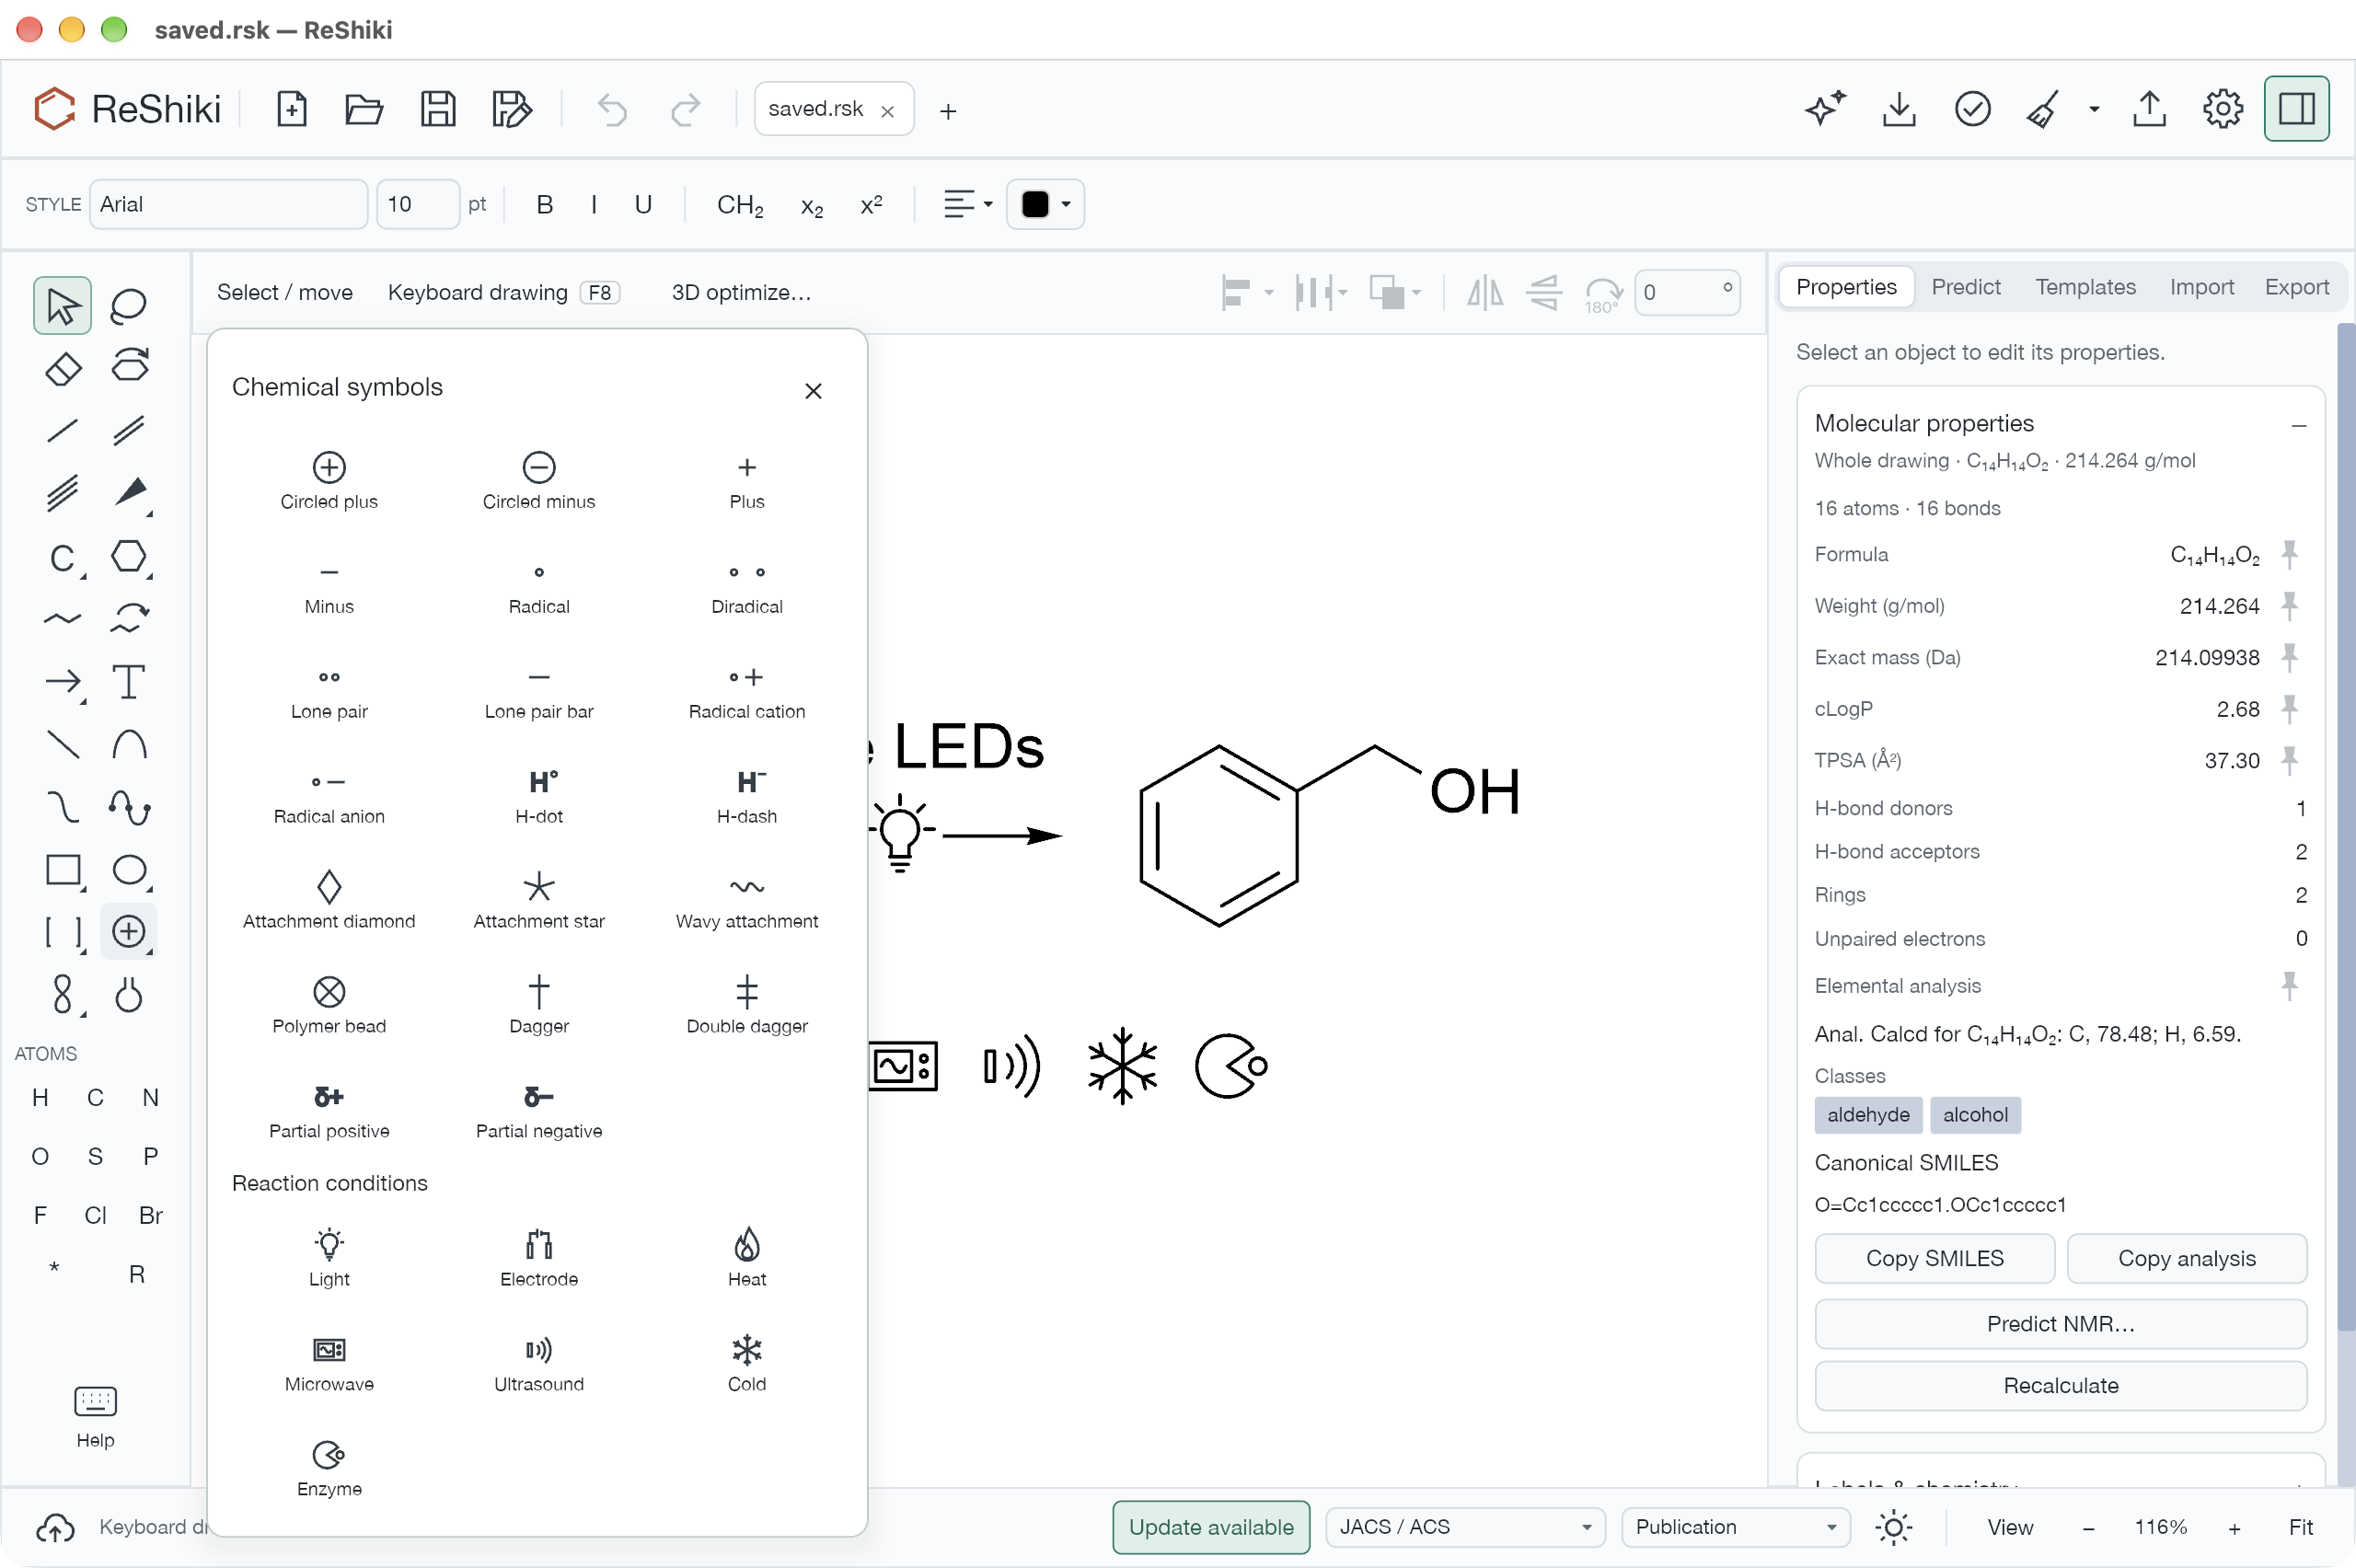 saved.rsk — ReShiki
ReShiki
saved.rsk
STYLE Arial 10 pt B I U CH₂ x₂ x²
Select / move Keyboard drawing F8 3D optimize...
180° 0 °
Properties Predict Templates Import Export
C
T
ATOMS
H C N
O S P
F Cl Br
* R
Help
Chemical symbols
Circled plus Circled minus Plus
Minus Radical Diradical
Lone pair Lone pair bar Radical cation
H° H⁻
Radical anion H-dot H-dash
Attachment diamond Attachment star Wavy attachment
Polymer bead Dagger Double dagger
δ+ δ−
Partial positive Partial negative
Reaction conditions
Light Electrode Heat
Microwave Ultrasound Cold
Enzyme
LEDs
OH
Select an object to edit its properties.
Molecular properties
Whole drawing · C₁₄H₁₄O₂ · 214.264 g/mol
16 atoms · 16 bonds
Formula C₁₄H₁₄O₂
Weight (g/mol) 214.264
Exact mass (Da) 214.09938
cLogP 2.68
TPSA (Å²) 37.30
H-bond donors 1
H-bond acceptors 2
Rings 2
Unpaired electrons 0
Elemental analysis
Anal. Calcd for C₁₄H₁₄O₂: C, 78.48; H, 6.59.
Classes
aldehyde alcohol
Canonical SMILES
O=Cc1ccccc1.OCc1ccccc1
Copy SMILES Copy analysis
Predict NMR...
Recalculate
Labels & chemistry
Keyboard dr
Update available JACS / ACS Publication View − 116% + Fit